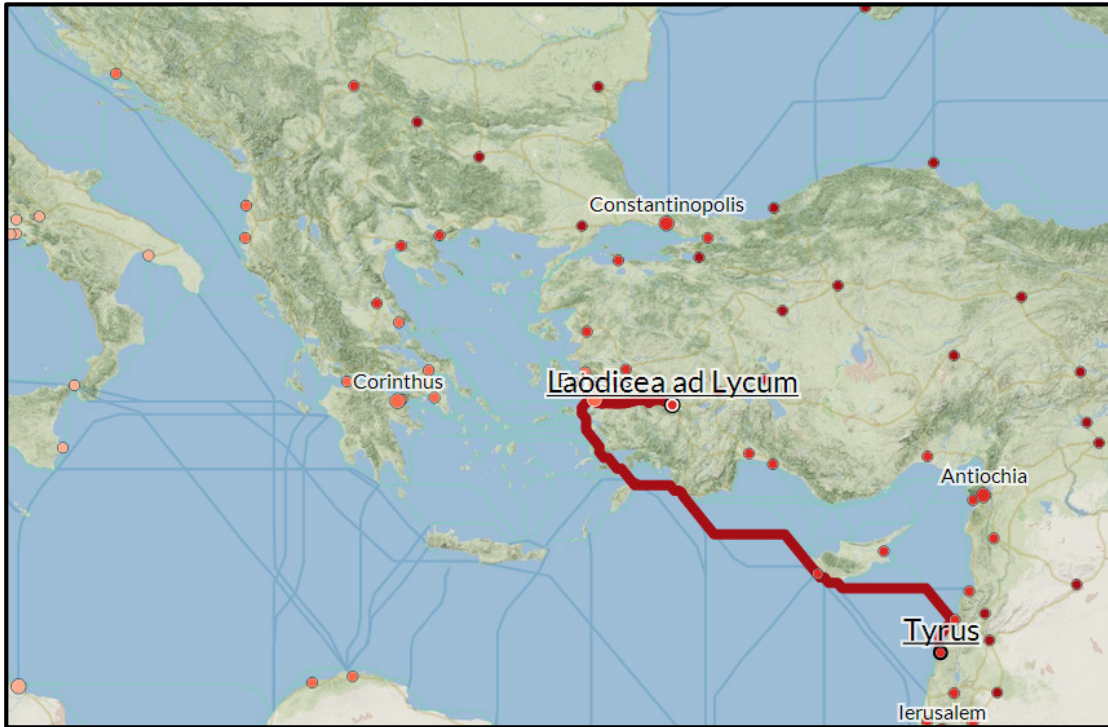 Constantinopolis
Laodicea ad Lycum
Corinthus
Antiochia
Tyrus
Ierusalem